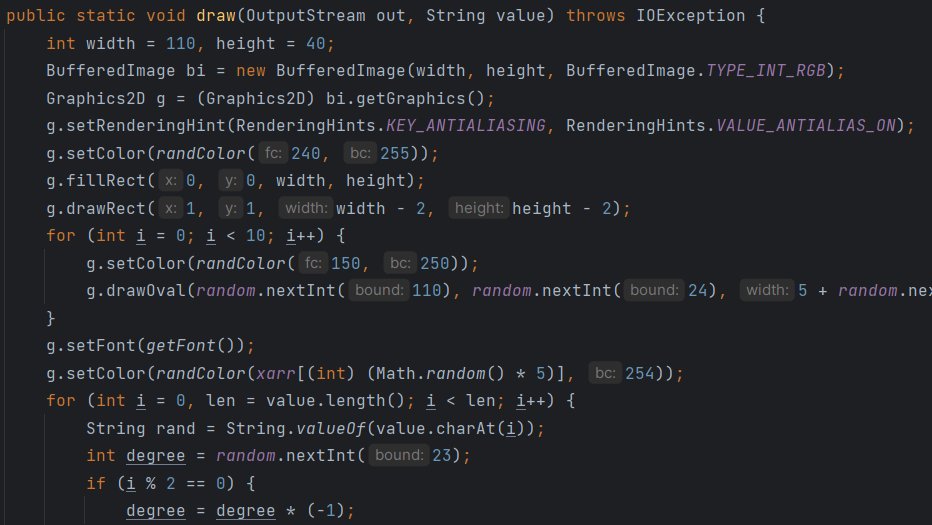 public static void draw(OutputStream out, String value) throws IOException {
int width = 110, height = 40;
BufferedImage bi = new BufferedImage(width, height, BufferedImage.TYPE_INT_RGB);
Graphics2D g = (Graphics2D) bi.getGraphics();
g.setRenderingHint(RenderingHints.KEY_ANTIALIASING, RenderingHints.VALUE_ANTIALIAS_ON);
g.setColor(randColor( fc: 240, bc: 255));
g.fillRect( x: 0, y: 0, width, height);
g.drawRect( x: 1, y: 1, width: width - 2, height: height - 2);
for (int i = 0; i < 10; i++) {
g.setColor(randColor( fc: 150, bc: 250));
g.drawOval(random.nextInt( bound: 110), random.nextInt( bound: 24), width: 5 + random.
}
g.setFont(getFont());
g.setColor(randColor(xarr[(int) (Math.random() * 5)], bc: 254));
for (int i = 0, len = value.length(); i < len; i++) {
String rand = String.valueOf(value.charAt(i));
int degree = random.nextInt( bound: 23);
if (i % 2 == 0) {
degree = degree * (-1);